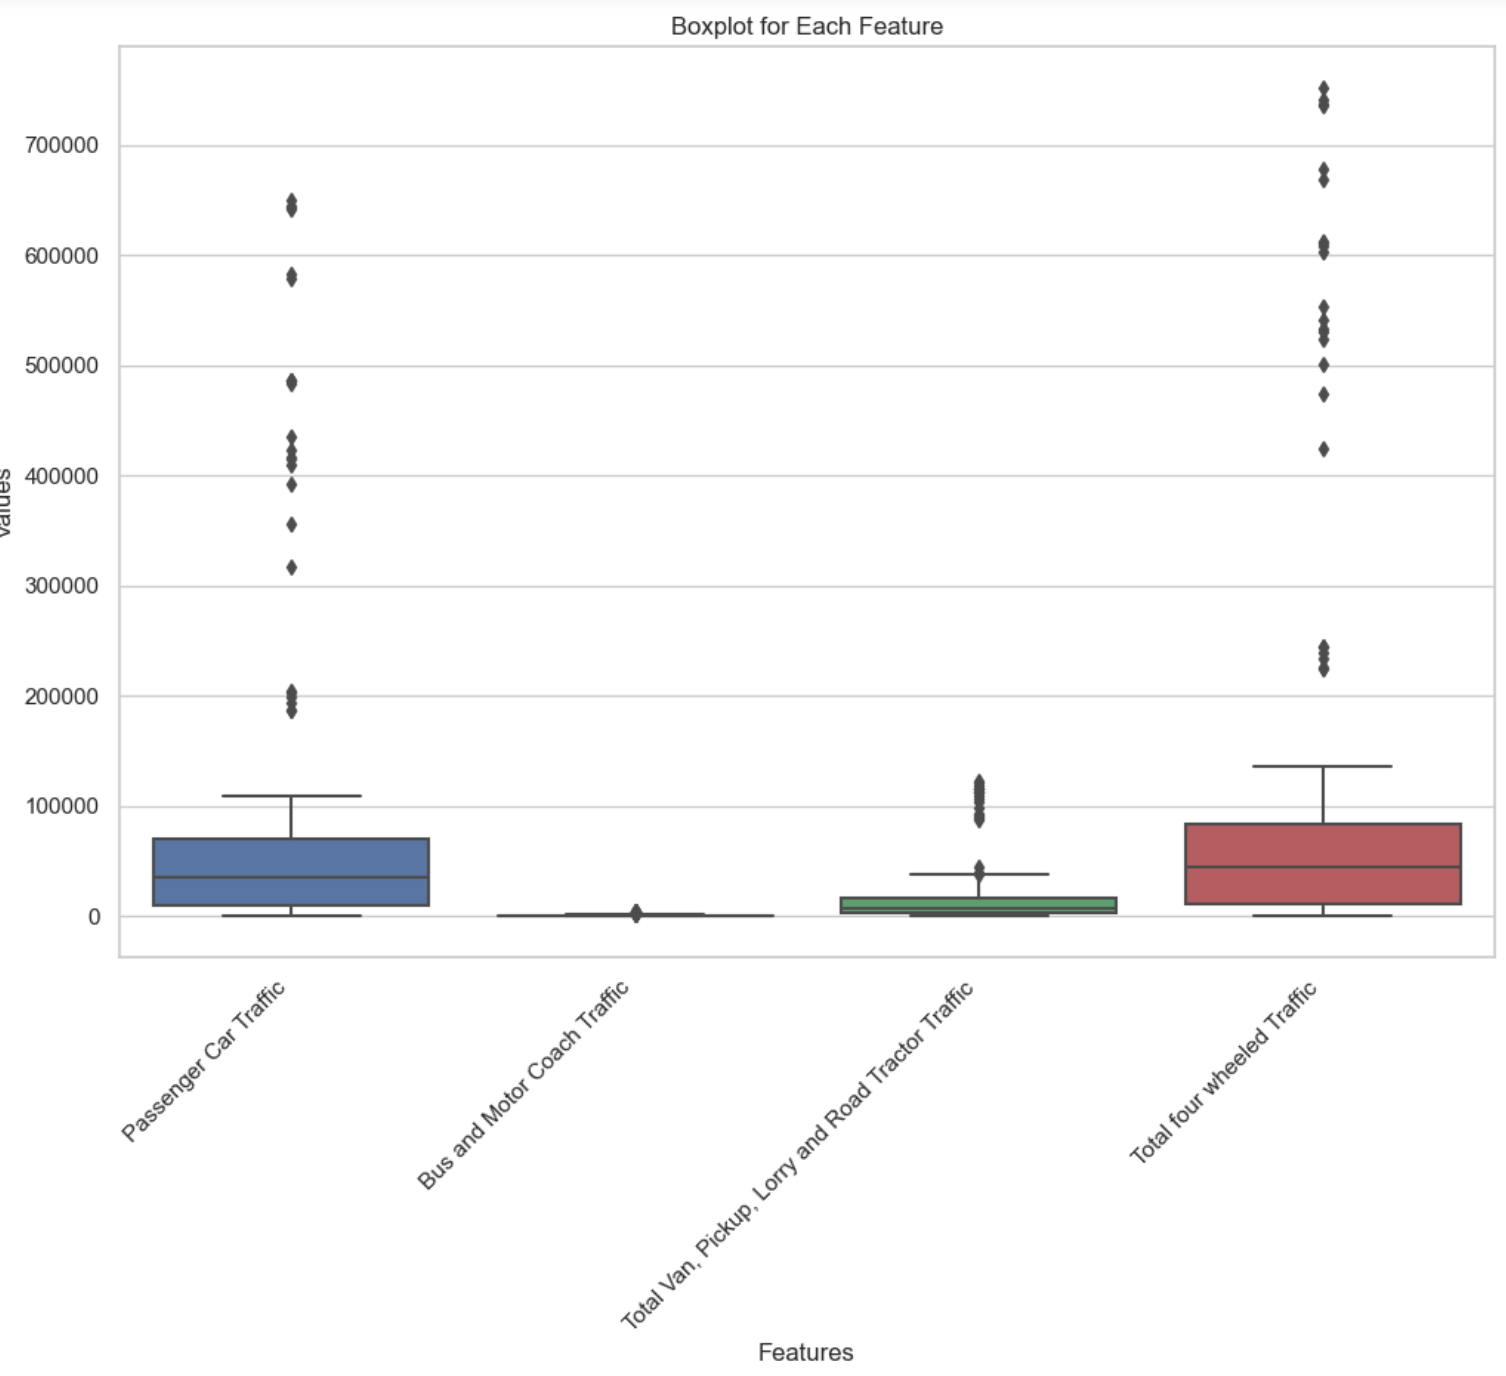 Boxplot for Each Feature
700000
600000
500000
400000
300000
200000
100000
0
Passenger Car Traffic
Bus and Motor Coach Traffic
Total Van, Pickup, Lorry and Road Tractor Traffic
Total four wheeled Traffic
Features